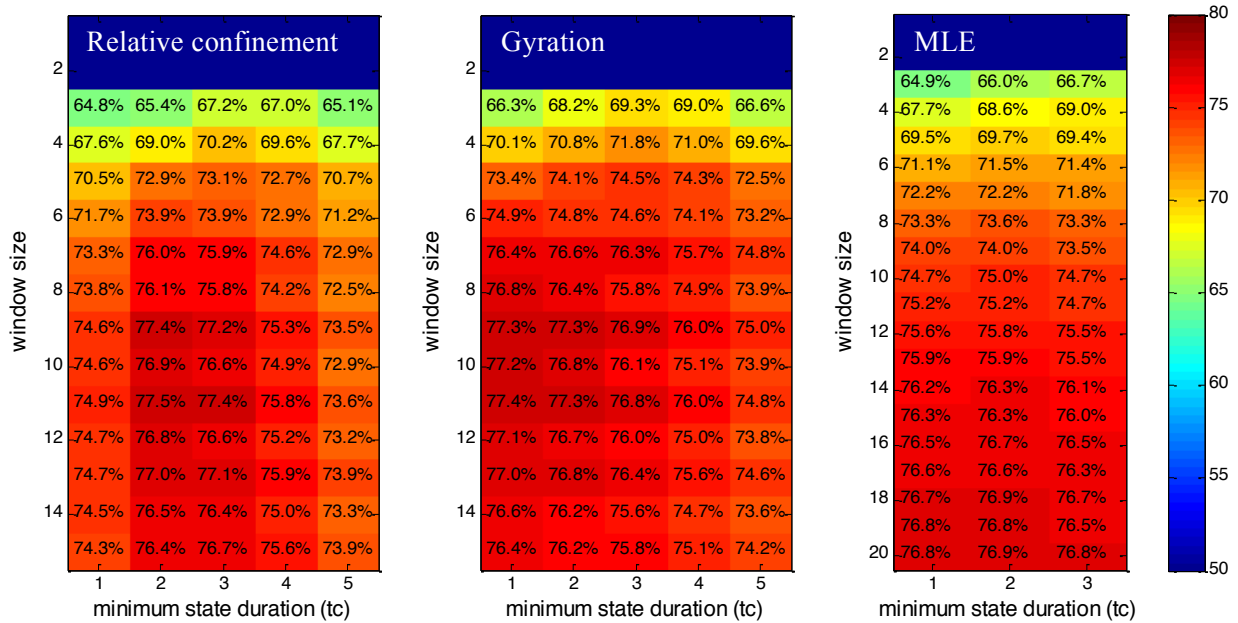 Relative confinement
window size
2
64.8% 65.4% 67.2% 67.0% 65.1%
4 67.6% 69.0% 70.2% 69.6% 67.7%
70.5% 72.9% 73.1% 72.7% 70.7%
6 71.7% 73.9% 73.9% 72.9% 71.2%
73.3% 76.0% 75.9% 74.6% 72.9%
8 73.8% 76.1% 75.8% 74.2% 72.5%
74.6% 77.4% 77.2% 75.3% 73.5%
10 74.6% 76.9% 76.6% 74.9% 72.9%
74.9% 77.5% 77.4% 75.8% 73.6%
12 74.7% 76.8% 76.6% 75.2% 73.2%
74.7% 77.0% 77.1% 75.9% 73.9%
14 74.5% 76.5% 76.4% 75.0% 73.3%
74.3% 76.4% 76.7% 75.6% 73.9%
1 2 3 4 5
minimum state duration (tc)
Gyration
window size
2
66.3% 68.2% 69.3% 69.0% 66.6%
4 70.1% 70.8% 71.8% 71.0% 69.6%
73.4% 74.1% 74.5% 74.3% 72.5%
6 74.9% 74.8% 74.6% 74.1% 73.2%
76.4% 76.6% 76.3% 75.7% 74.8%
8 76.8% 76.4% 75.8% 74.9% 73.9%
77.3% 77.3% 76.9% 76.0% 75.0%
10 77.2% 76.8% 76.1% 75.1% 73.9%
77.4% 77.3% 76.8% 76.0% 74.8%
12 77.1% 76.7% 76.0% 75.0% 73.8%
77.0% 76.8% 76.4% 75.6% 74.6%
14 76.6% 76.2% 75.6% 74.7% 73.6%
76.4% 76.2% 75.8% 75.1% 74.2%
1 2 3 4 5
minimum state duration (tc)
MLE
window size
2
64.9% 66.0% 66.7%
4 67.7% 68.6% 69.0%
69.5% 69.7% 69.4%
6 71.1% 71.5% 71.4%
72.2% 72.2% 71.8%
8 73.3% 73.6% 73.3%
74.0% 74.0% 73.5%
10 74.7% 75.0% 74.7%
75.2% 75.2% 74.7%
12 75.6% 75.8% 75.5%
75.9% 75.9% 75.5%
14 76.2% 76.3% 76.1%
76.3% 76.3% 76.0%
16 76.5% 76.7% 76.5%
76.6% 76.6% 76.3%
18 76.7% 76.9% 76.7%
76.8% 76.8% 76.5%
20 76.8% 76.9% 76.8%
1 2 3
minimum state duration (tc)
80
75
70
65
60
55
50